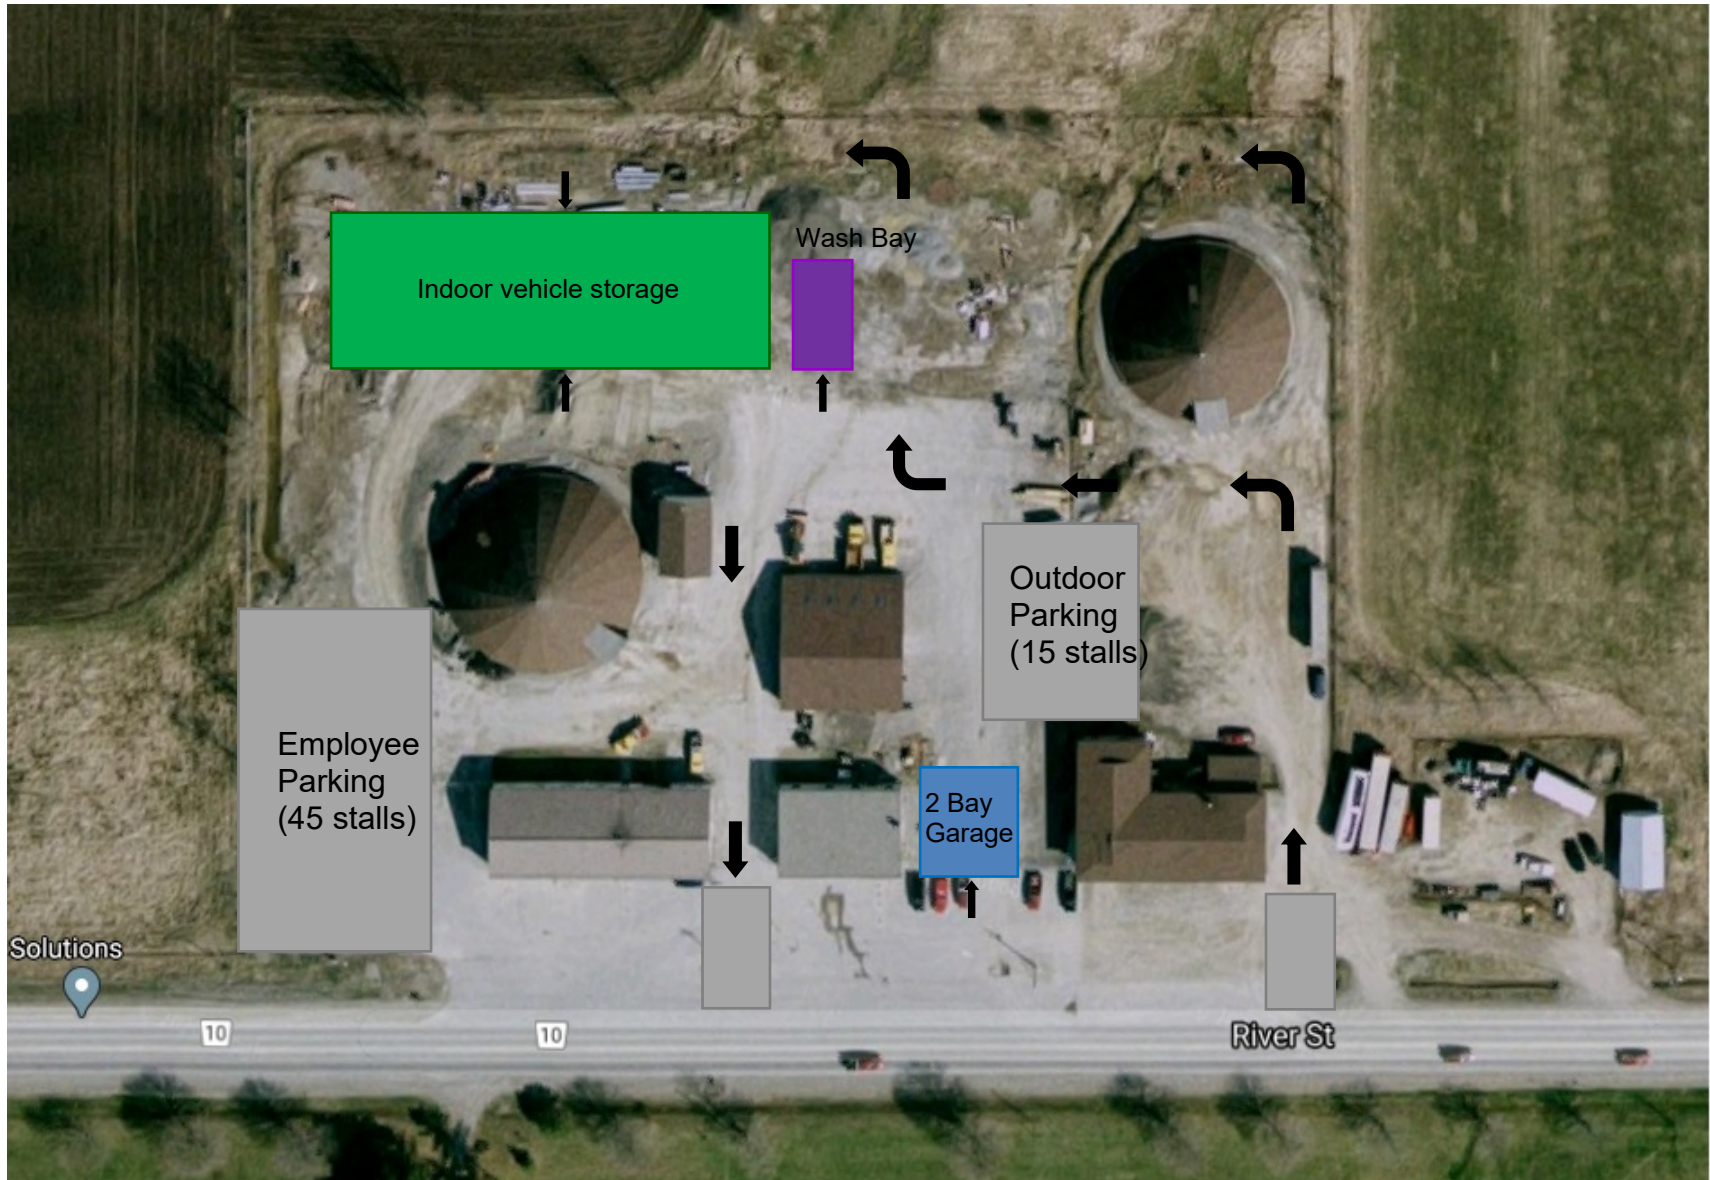 Wash Bay
Indoor vehicle storage
Outdoor
Parking
(15 stalls)
Employee
Parking
(45 stalls)
2 Bay
Garage
Solutions
10
10
River St